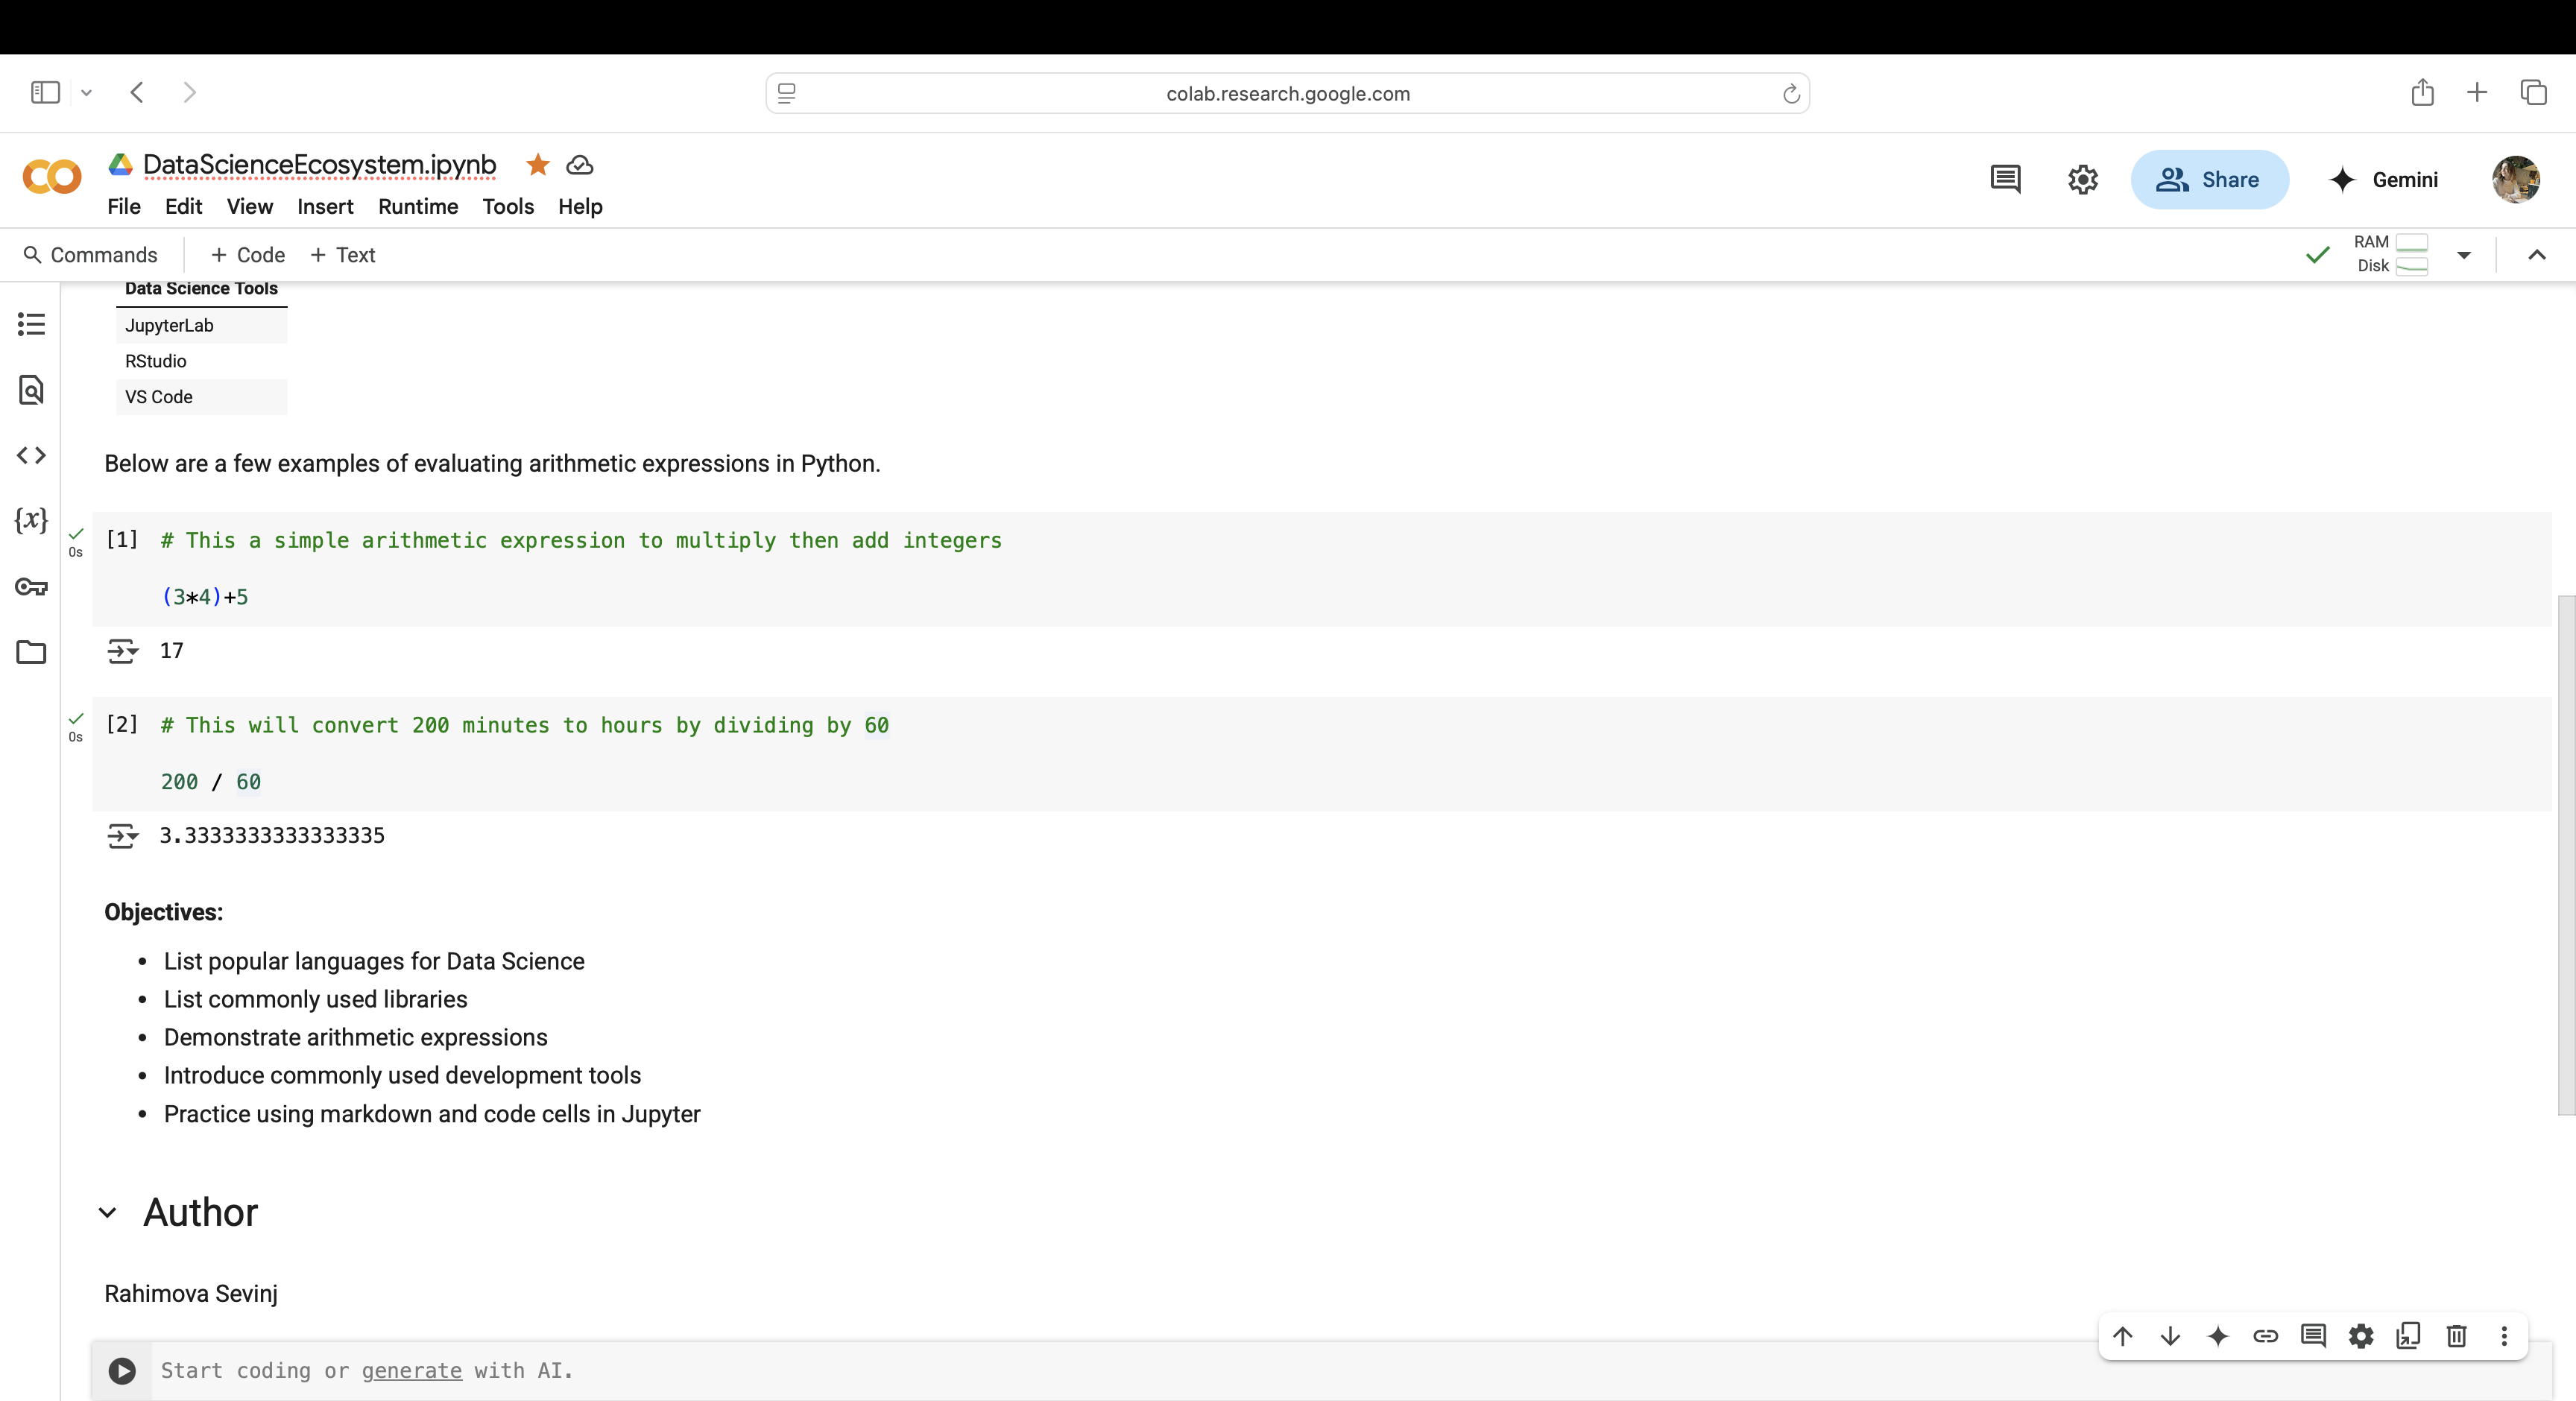 colab.research.google.com
DataScienceEcosystem.ipynb
File Edit View Insert Runtime Tools Help
Share
Gemini
Commands + Code + Text
RAM
Disk
Data Science Tools
JupyterLab
RStudio
VS Code
Below are a few examples of evaluating arithmetic expressions in Python.
[1] # This a simple arithmetic expression to multiply then add integers
0s
(3*4)+5
17
[2] # This will convert 200 minutes to hours by dividing by 60
0s
200 / 60
3.3333333333333335
Objectives:
• List popular languages for Data Science
• List commonly used libraries
• Demonstrate arithmetic expressions
• Introduce commonly used development tools
• Practice using markdown and code cells in Jupyter
Author
Rahimova Sevinj
Start coding or generate with AI.